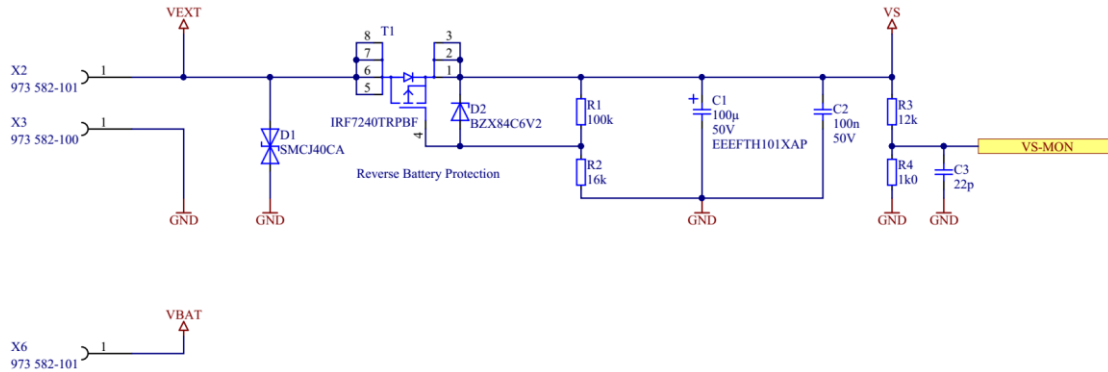 VEXT
VS
X2
973 582-101
1
8
7
6
5
T1
3
2
1
4
IRF7240TRPBF
D2
BZX84C6V2
R1
100k
C1
100µ
50V
EEEFTH101XAP
C2
100n
50V
R3
12k
X3
973 580-100
1
D1
SMCJ40CA
Reverse Battery Protection
R2
16k
R4
1k0
C3
22p
VS-MON
GND
GND
GND
GND
GND
VBAT
X6
973 582-101
1